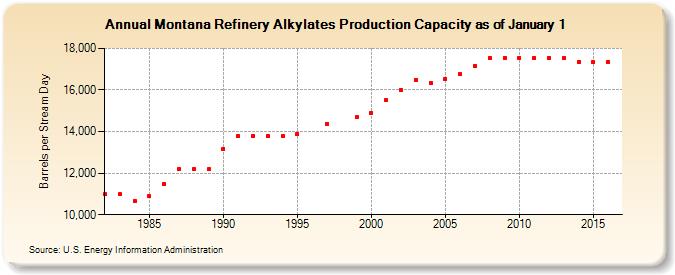 Annual Montana Refinery Alkylates Production Capacity as of January 1
Barrels per Stream Day
18,000
16,000
14,000
12,000
10,000
1985 1990 1995 2000 2005 2010 2015
Source: U.S. Energy Information Administration